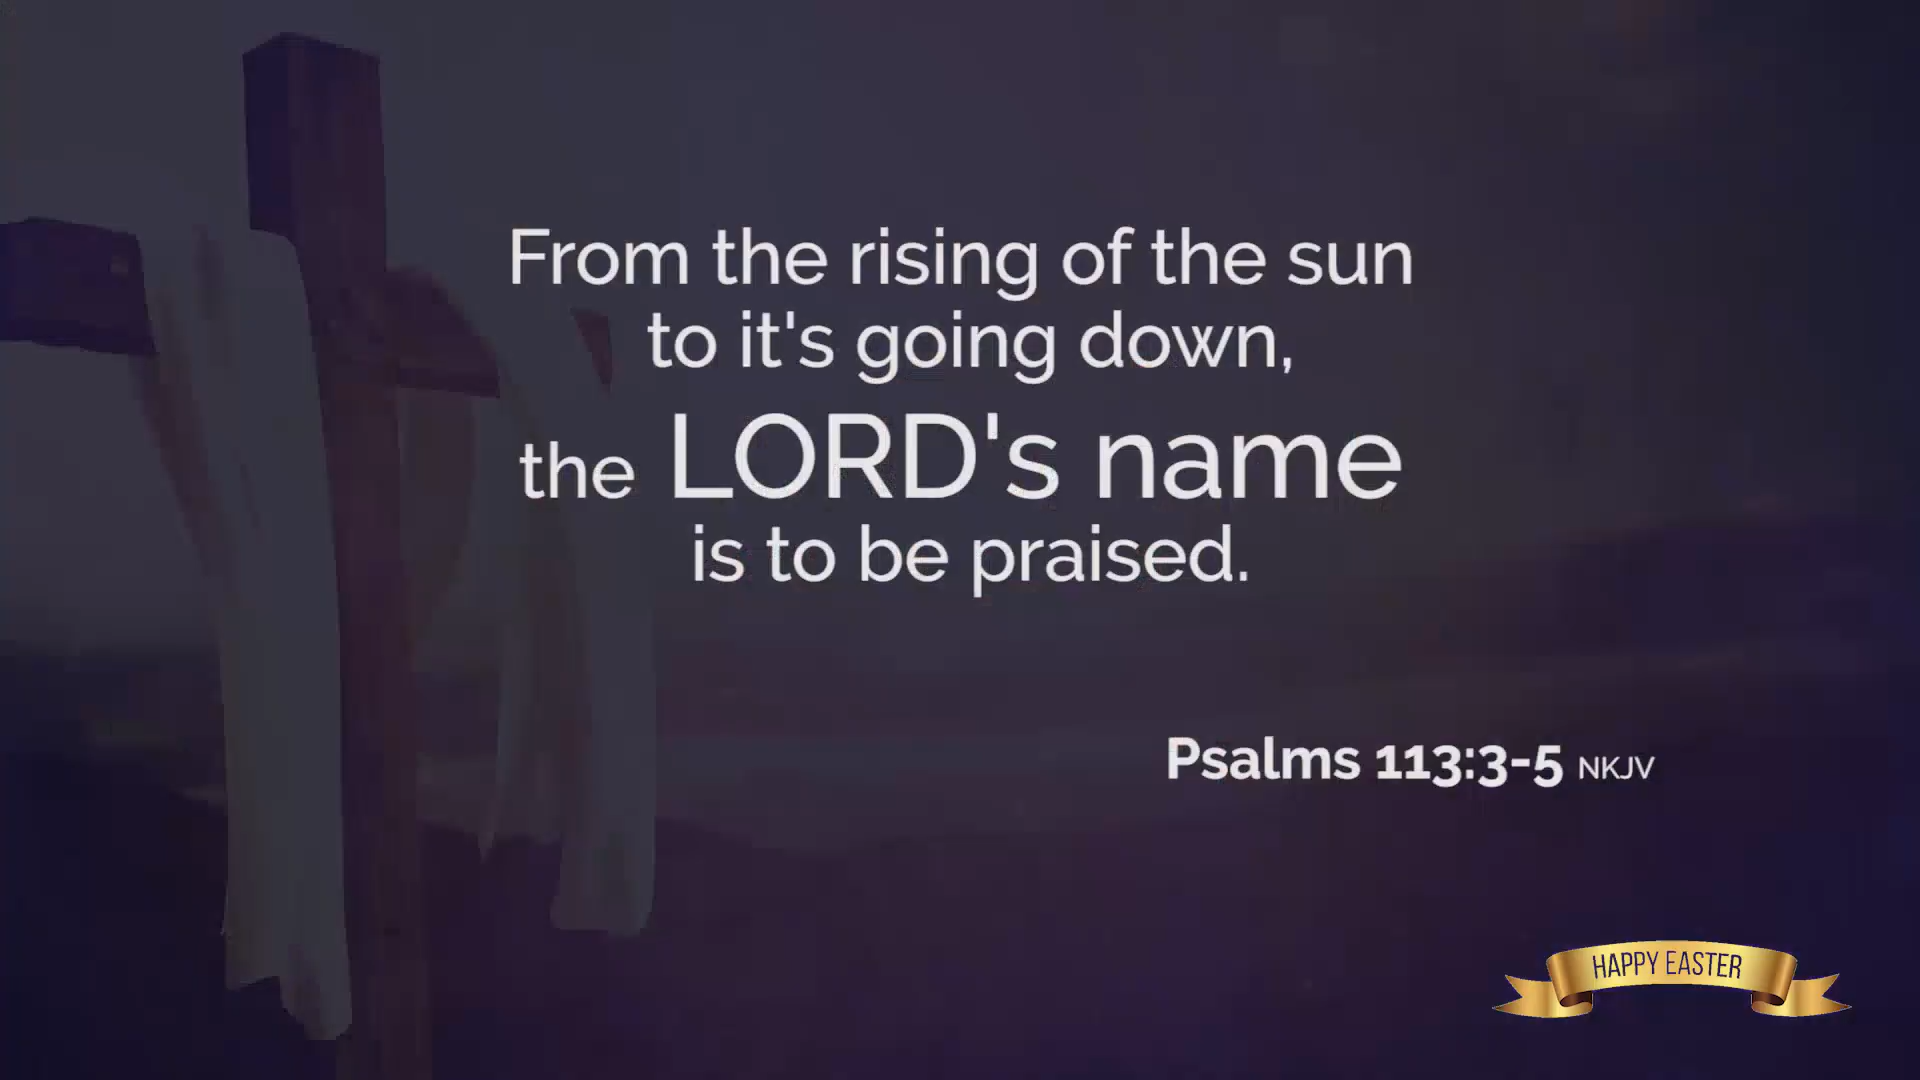 From the rising of the sun
to it's going down,
the LORD's name
is to be praised.
Psalms 113:3-5 NKJV
HAPPY EASTER